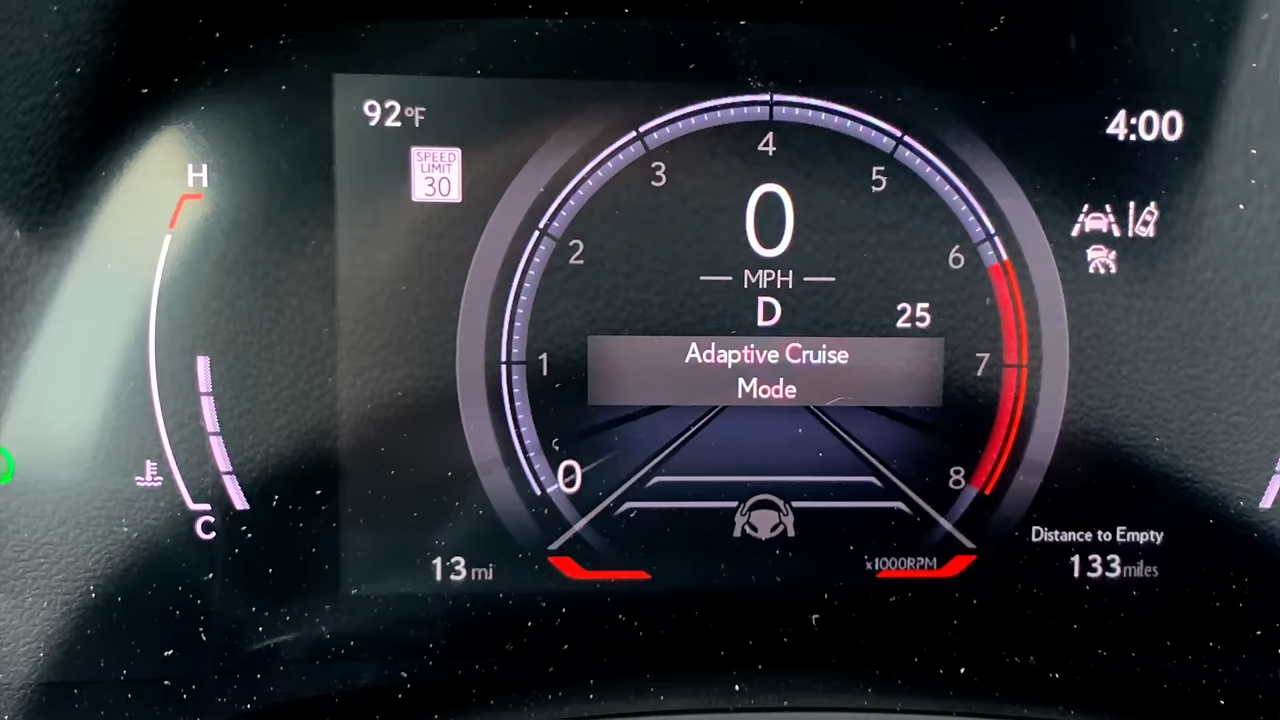 92°F
4:00
SPEED
LIMIT
30
H
4
3
5
0
2
6
MPH
D
25
Adaptive Cruise
Mode
1
7
0
8
C
Distance to Empty
x1000RPM
13 mi
133 miles